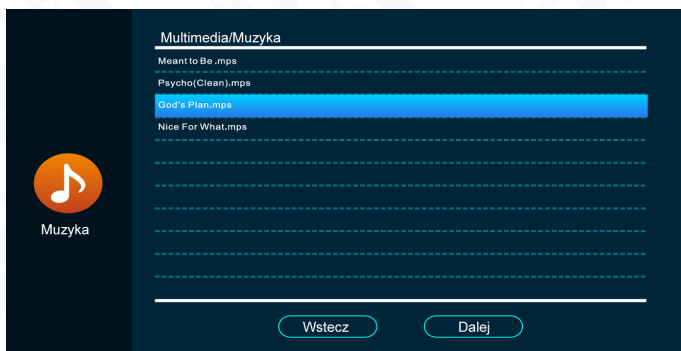 Multimedia/Muzyka
Meant to Be .mps
Psycho(Clean).mps
God's Plan.mps
Nice For What.mps
Muzyka
Wstecz
Dalej